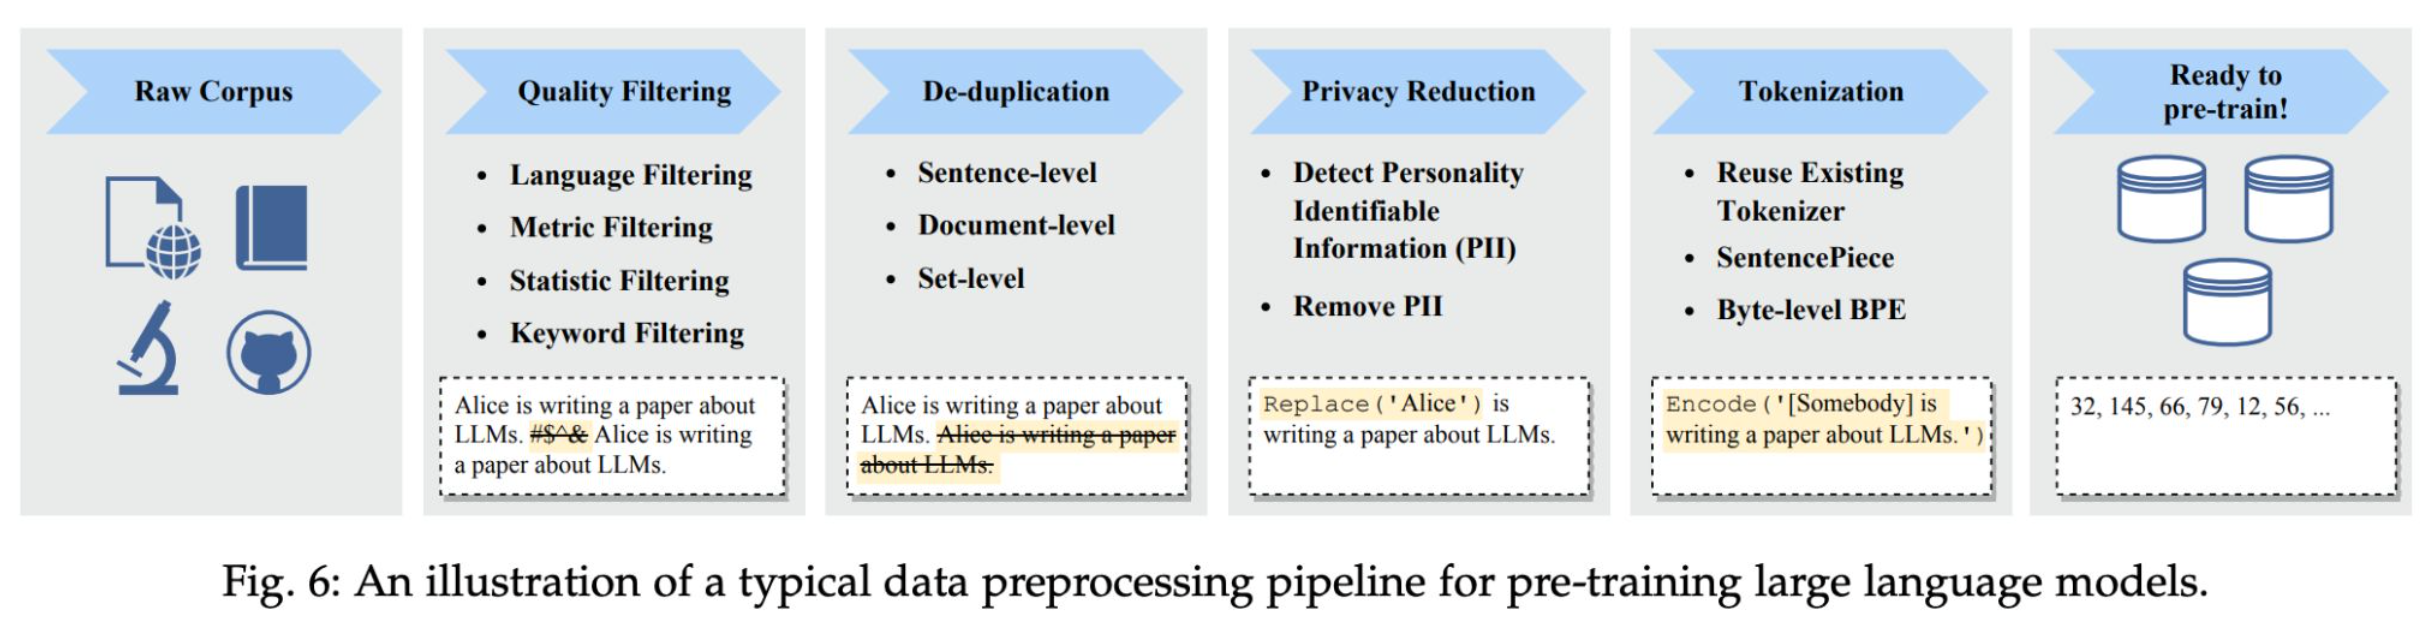 Raw Corpus
Quality Filtering
• Language Filtering
• Metric Filtering
• Statistic Filtering
• Keyword Filtering
Alice is writing a paper about
LLMs. #$^& Alice is writing
a paper about LLMs.
De-duplication
• Sentence-level
• Document-level
• Set-level
Alice is writing a paper about
LLMs. Alice is writing a paper
about LLMs.
Privacy Reduction
• Detect Personality
Identifiable
Information (PII)
• Remove PII
Replace('Alice') is
writing a paper about LLMs.
Tokenization
• Reuse Existing
Tokenizer
• SentencePiece
• Byte-level BPE
Encode('[Somebody] is
writing a paper about LLMs.')
Ready to
pre-train!
32, 145, 66, 79, 12, 56, ...
Fig. 6: An illustration of a typical data preprocessing pipeline for pre-training large language models.